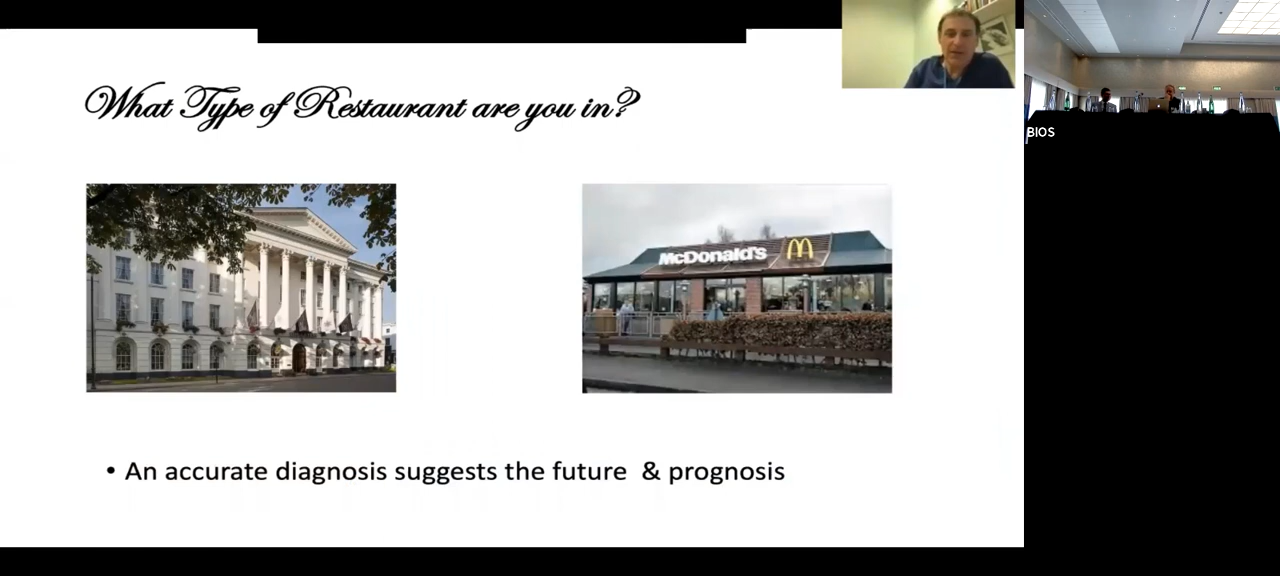 What Type of Restaurant are you in?
McDonald's
• An accurate diagnosis suggests the future & prognosis
BIOS